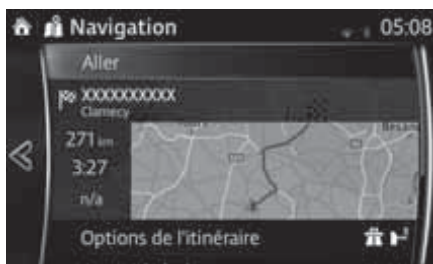 Navigation
05:08
Aller
XXXXXXXXXX
Clamecy
271 km
3:27
n/a
Options de l'itinéraire